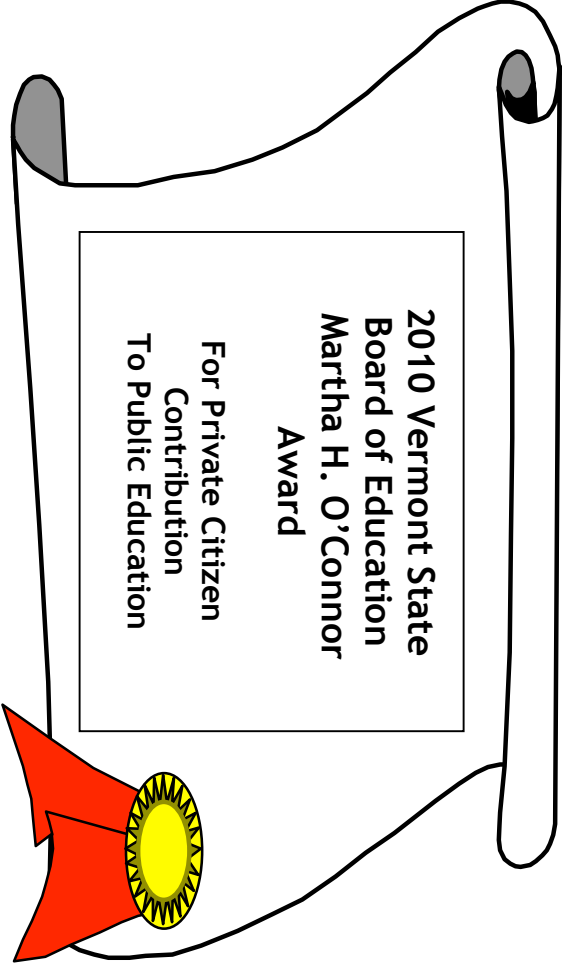 2010 Vermont State
Board of Education
Martha H. O’Connor
Award
For Private Citizen
Contribution
To Public Education